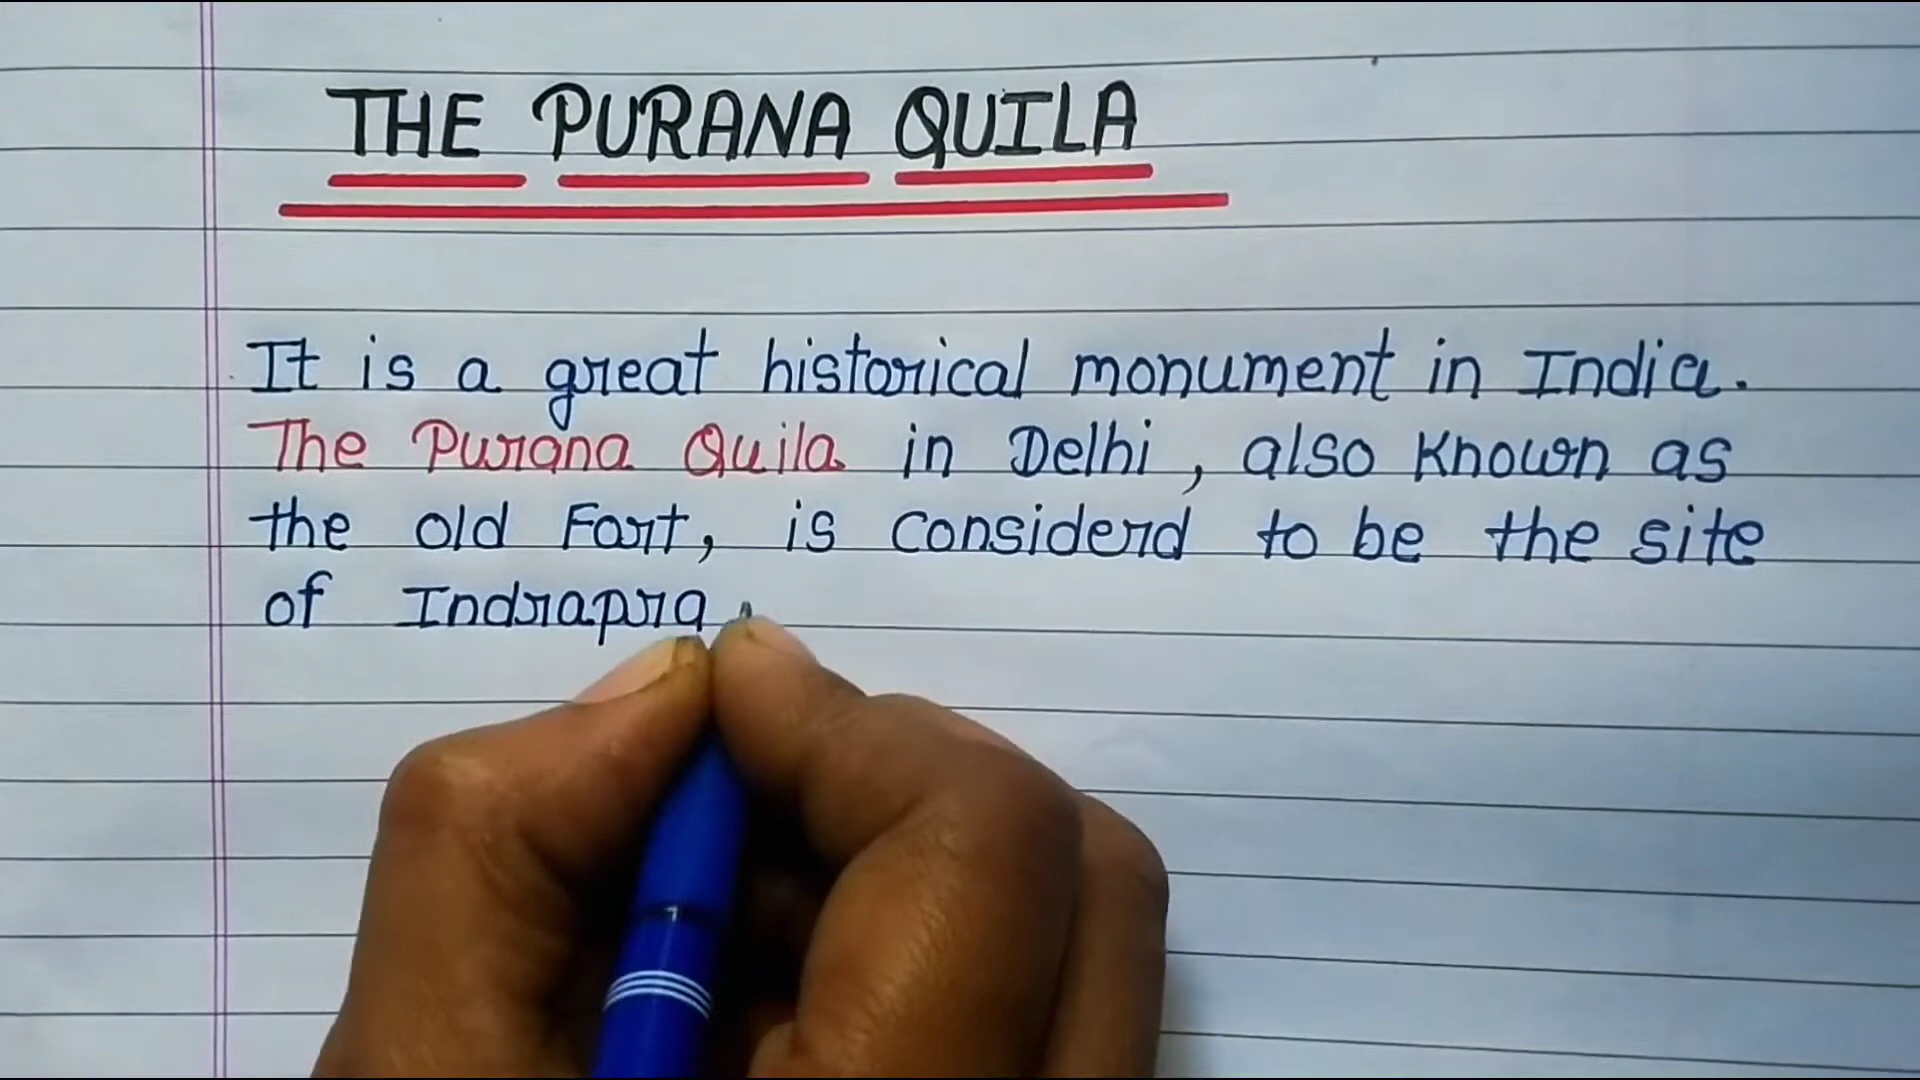 THE PURANA QUILA
It is a great historical monument in India.
The Purana Quila in Delhi, also known as
the old Fort, is considerd to be the site
of Indrapra